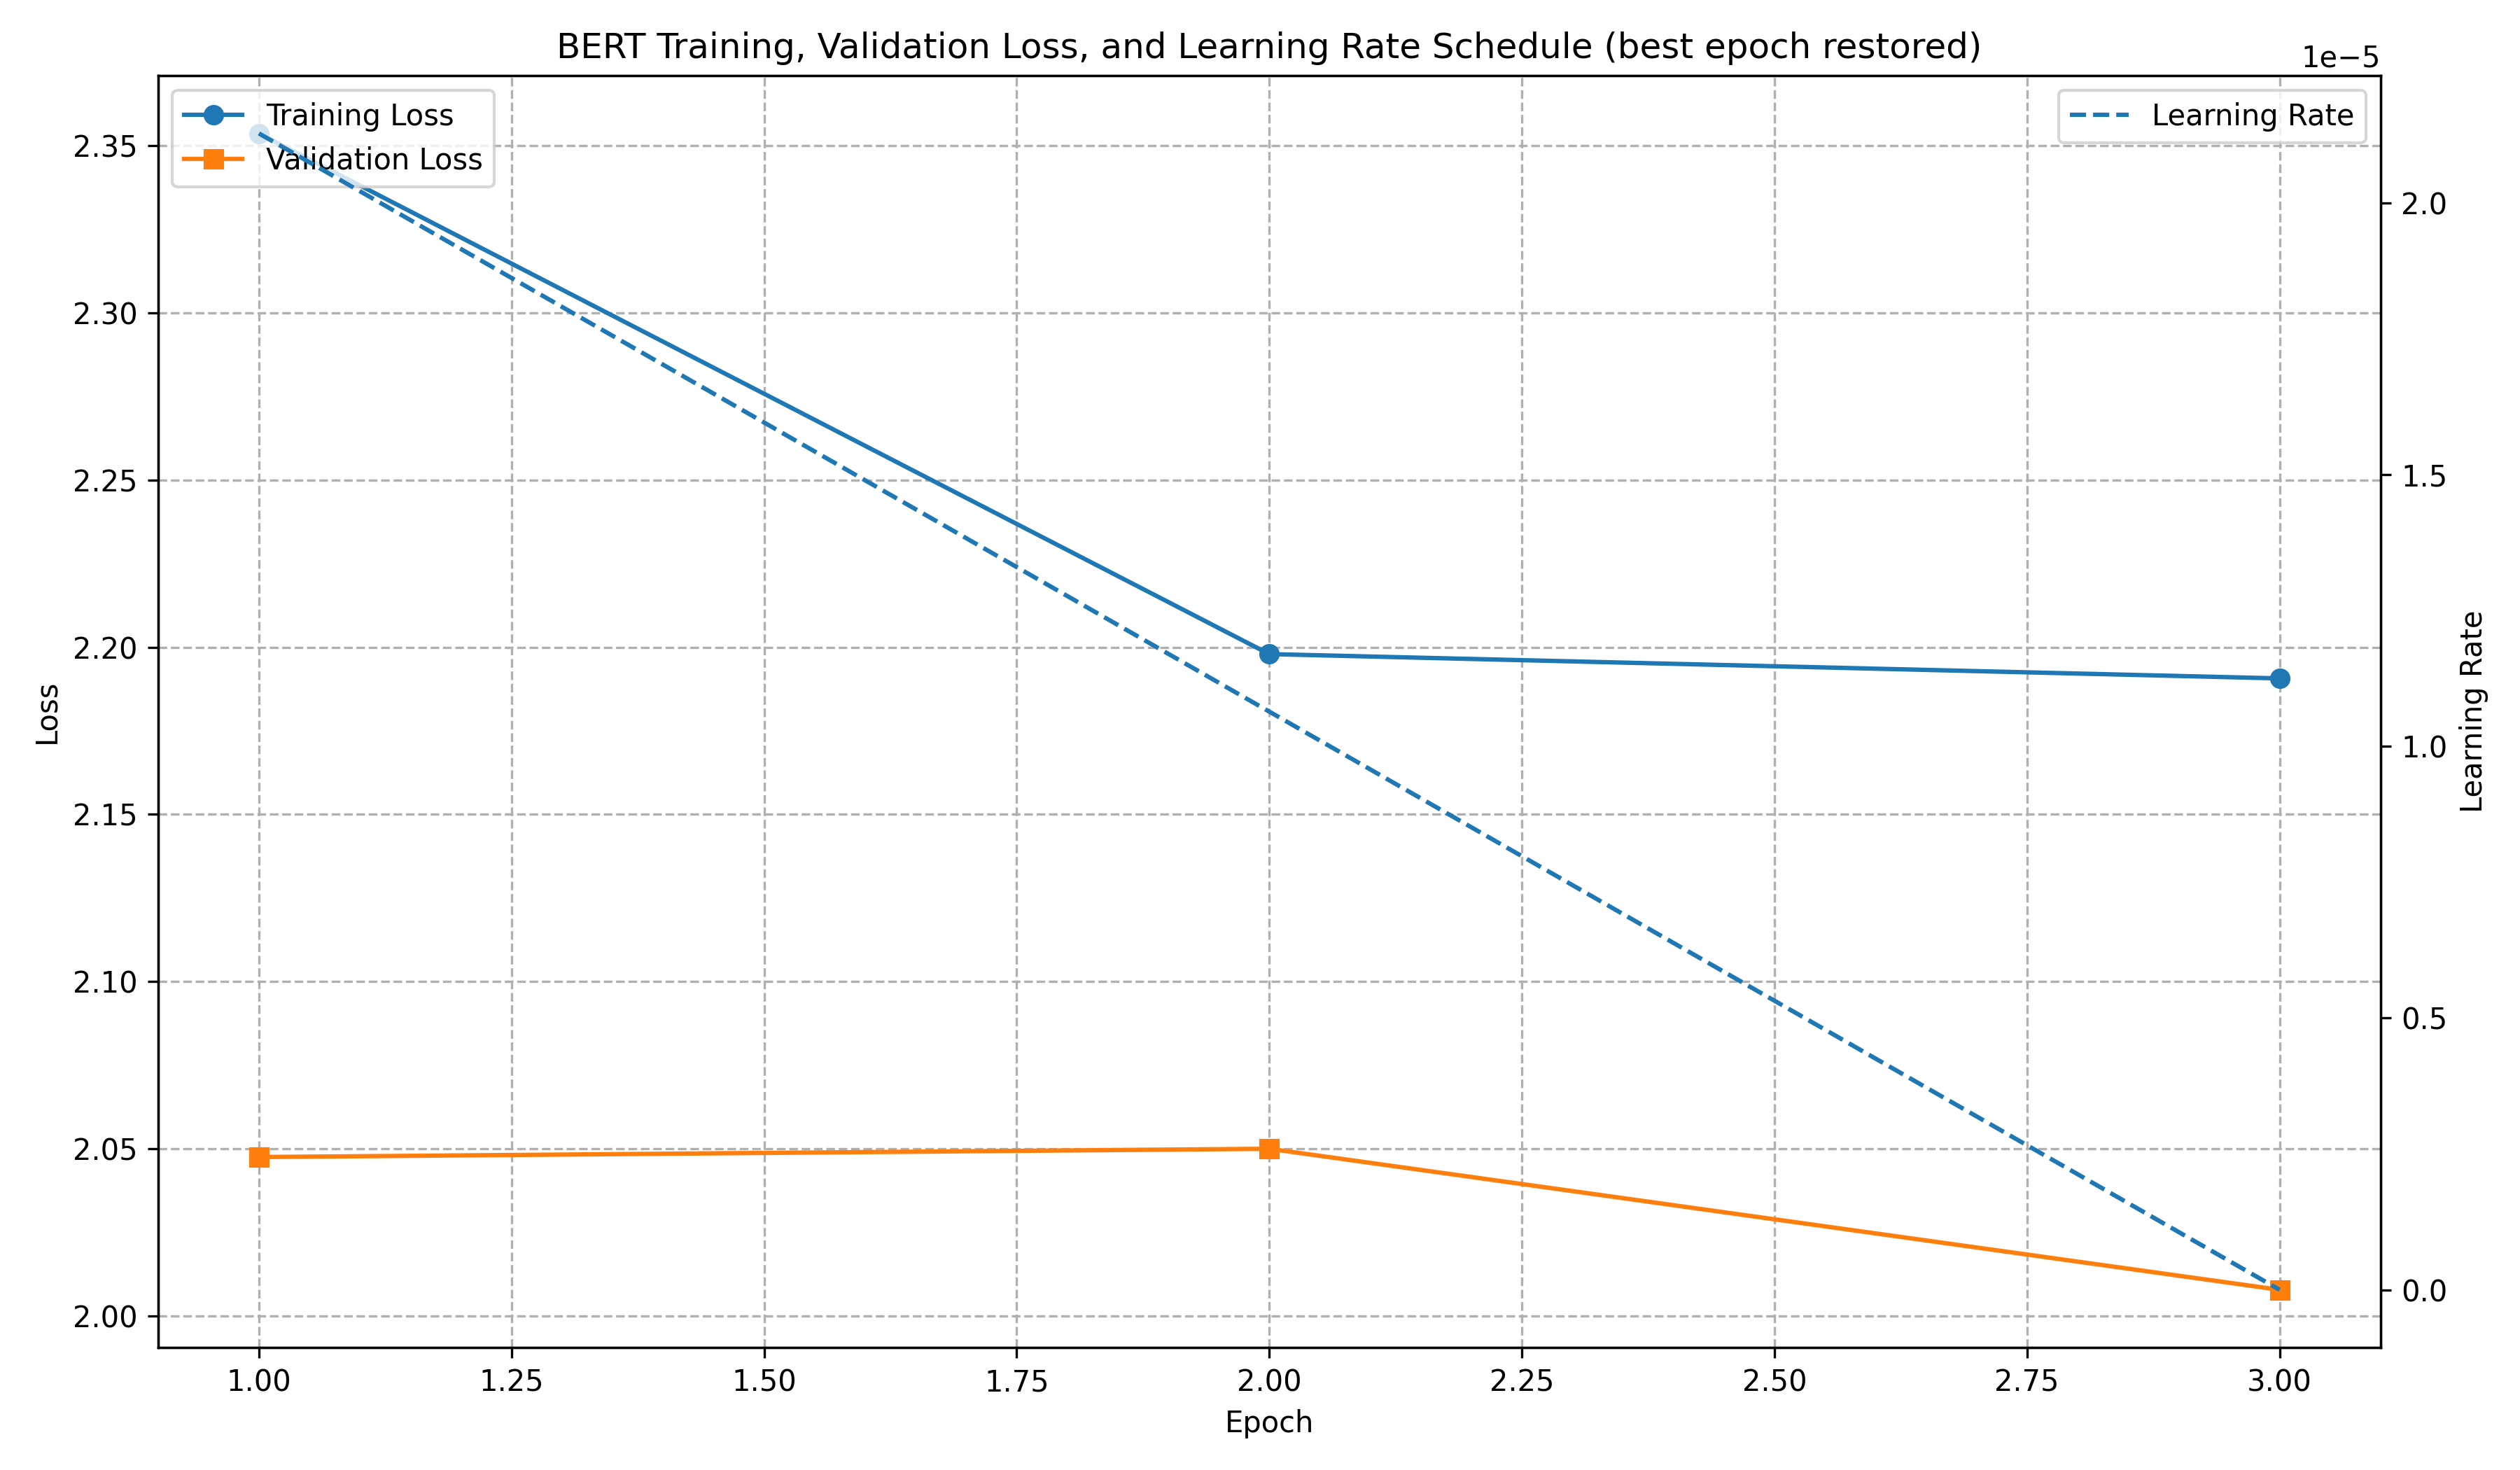 BERT Training, Validation Loss, and Learning Rate Schedule (best epoch restored)
1e−5
Training Loss
Validation Loss
Learning Rate
2.35
2.30
2.25
2.20
2.15
2.10
2.05
2.00
Loss
2.0
1.5
1.0
0.5
0.0
Learning Rate
1.00 1.25 1.50 1.75 2.00 2.25 2.50 2.75 3.00
Epoch